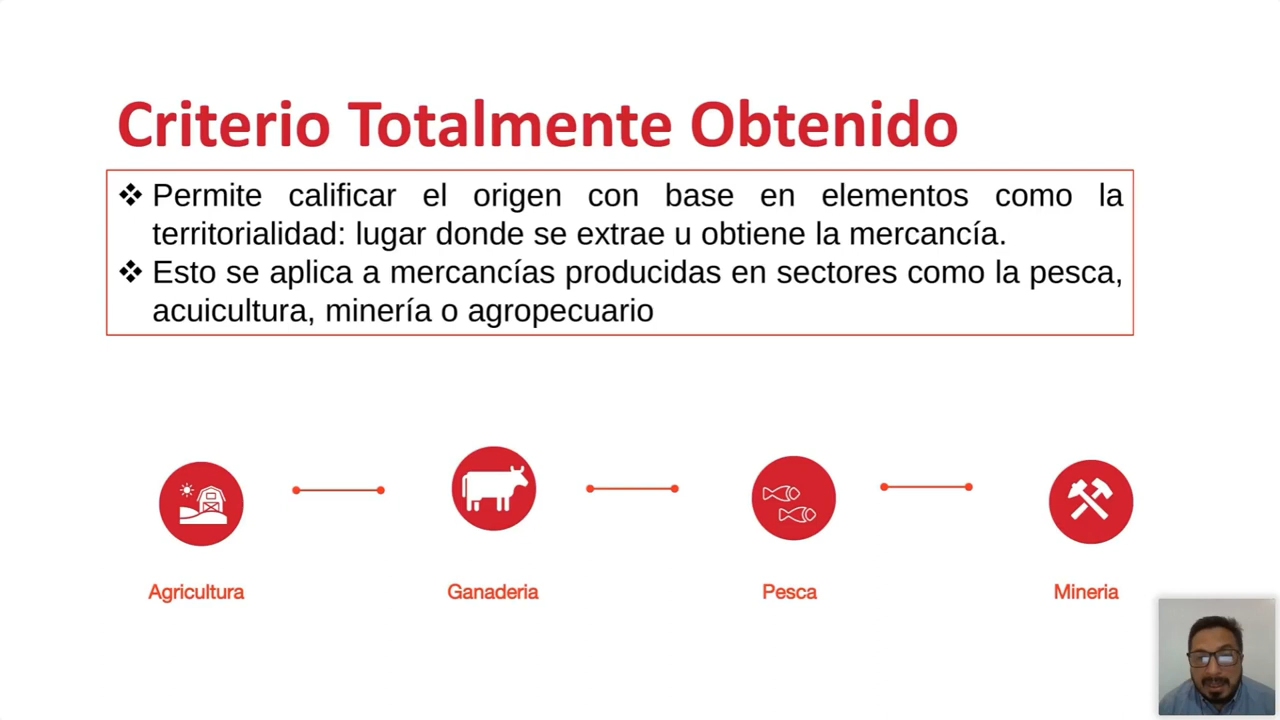 Criterio Totalmente Obtenido
❖ Permite calificar el origen con base en elementos como la
territorialidad: lugar donde se extrae u obtiene la mercancía.
❖ Esto se aplica a mercancías producidas en sectores como la pesca,
acuicultura, minería o agropecuario
Agricultura
Ganaderia
Pesca
Mineria